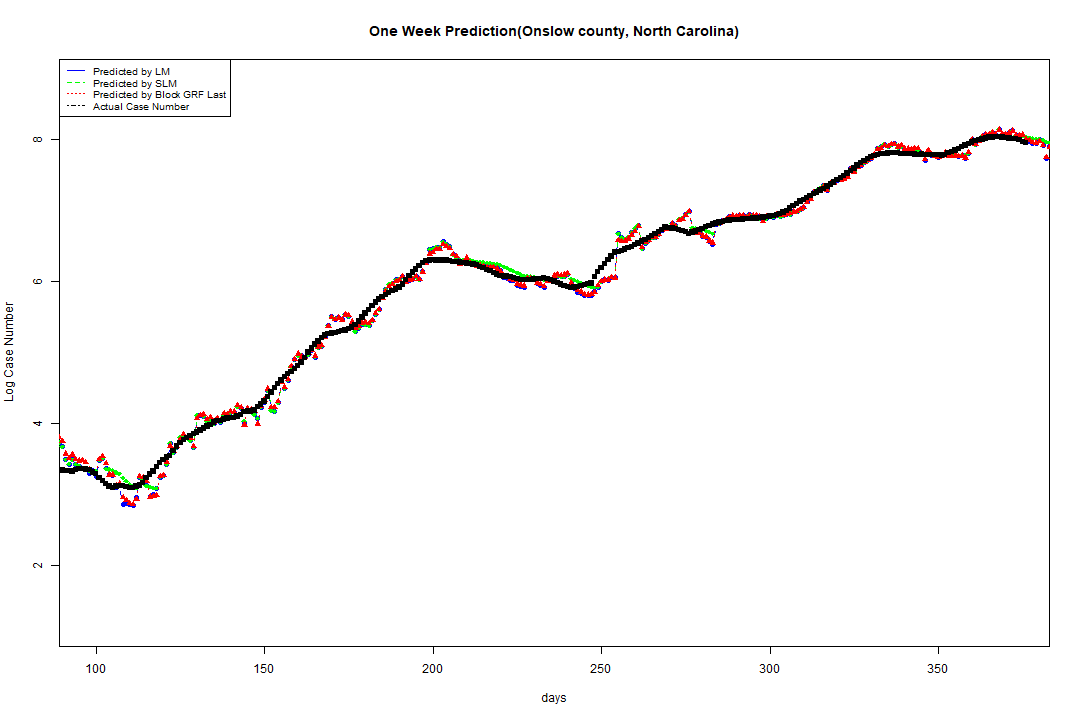 One Week Prediction(Onslow county, North Carolina)
Predicted by LM
Predicted by SLM
Predicted by Block GRF Last
Actual Case Number
8
6
4
2
Log Case Number
100 150 200 250 300 350
days